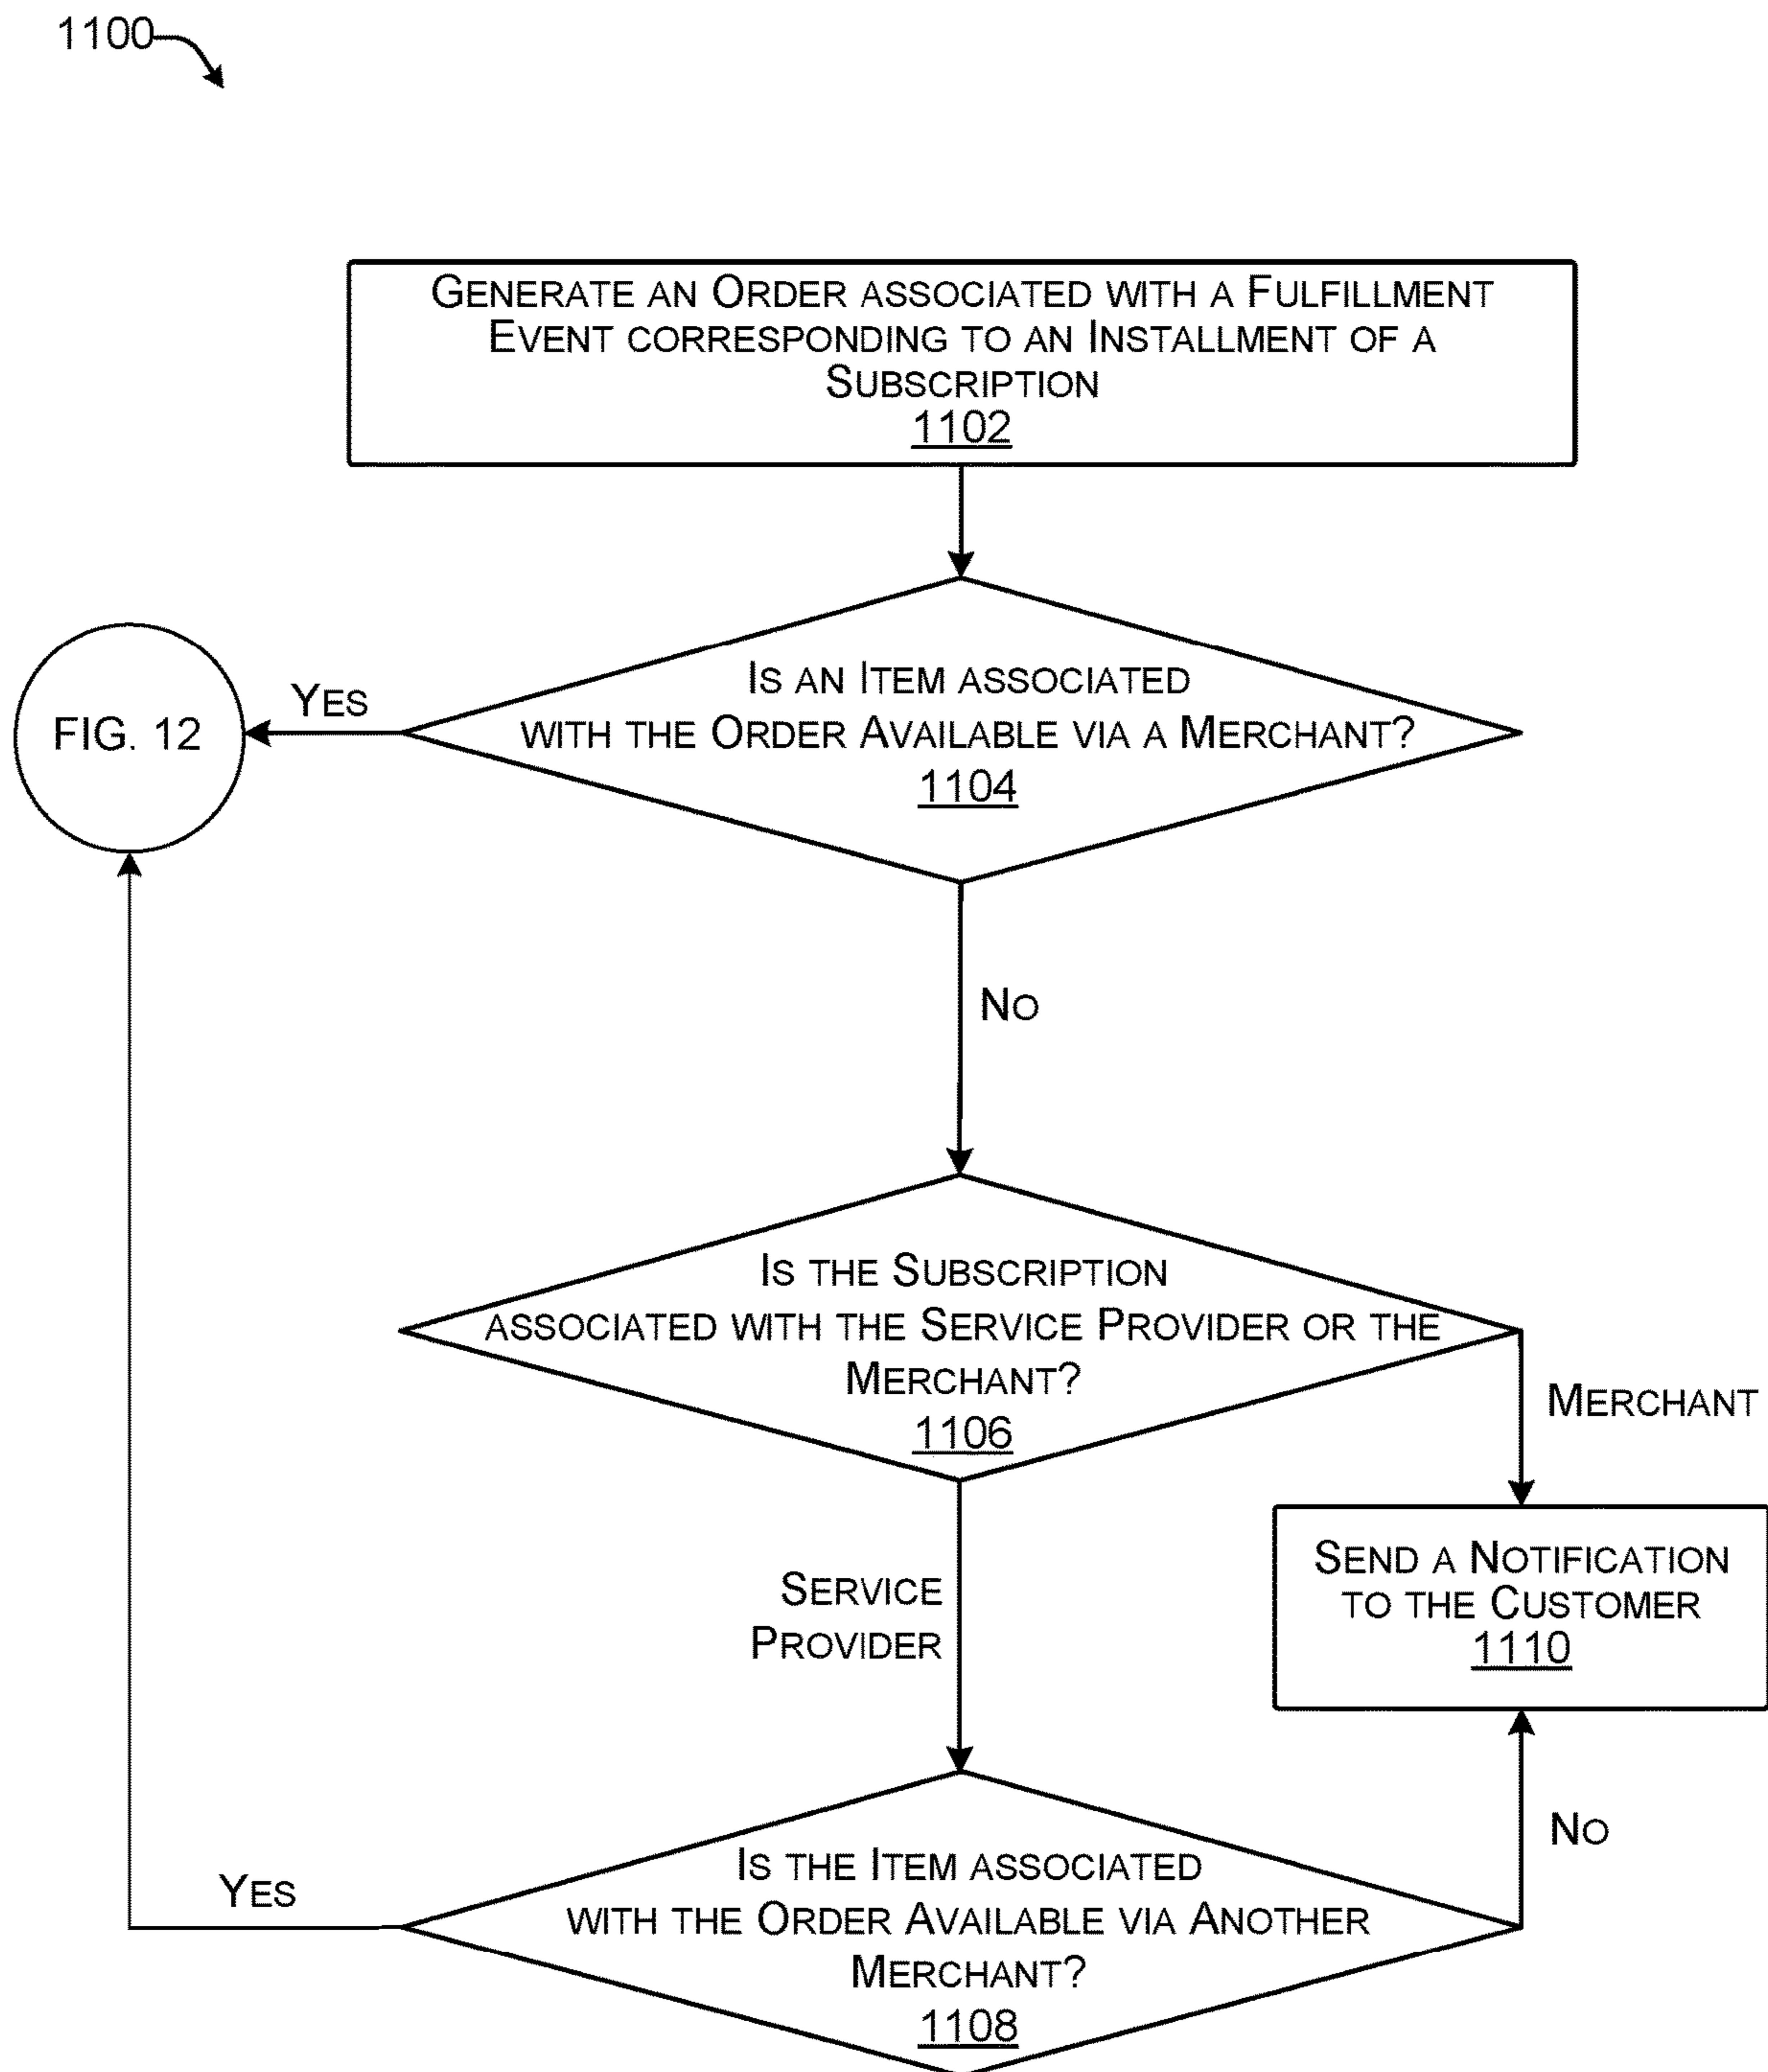 1100
GENERATE AN ORDER ASSOCIATED WITH A FULFILLMENT
EVENT CORRESPONDING TO AN INSTALLMENT OF A
SUBSCRIPTION
1102
IS AN ITEM ASSOCIATED
WITH THE ORDER AVAILABLE VIA A MERCHANT?
1104
YES
FIG. 12
NO
IS THE SUBSCRIPTION
ASSOCIATED WITH THE SERVICE PROVIDER OR THE
MERCHANT?
1106
MERCHANT
SERVICE
PROVIDER
SEND A NOTIFICATION
TO THE CUSTOMER
1110
NO
YES
IS THE ITEM ASSOCIATED
WITH THE ORDER AVAILABLE VIA ANOTHER
MERCHANT?
1108